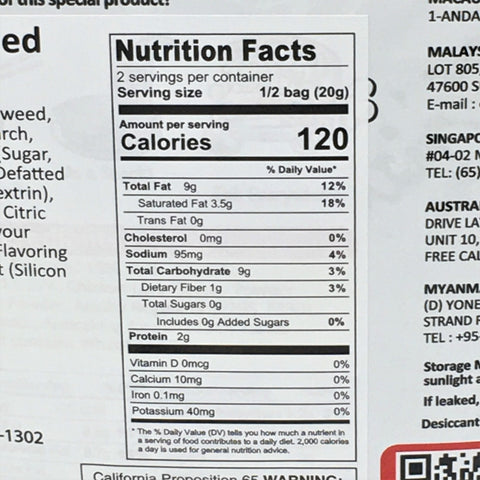 of this special product!
ed
weed,
arch,
Sugar,
Defatted
extrin),
Citric
vour
Flavoring
t (Silicon
-1302
Nutrition Facts
2 servings per container
Serving size 1/2 bag (20g)
Amount per serving
Calories 120
% Daily Value*
Total Fat 9g 12%
Saturated Fat 3.5g 18%
Trans Fat 0g
Cholesterol 0mg 0%
Sodium 95mg 4%
Total Carbohydrate 9g 3%
Dietary Fiber 1g 3%
Total Sugars 0g
Includes 0g Added Sugars 0%
Protein 2g
Vitamin D 0mcg 0%
Calcium 10mg 0%
Iron 0.1mg 0%
Potassium 40mg 0%
* The % Daily Value (DV) tells you how much a nutrient in
a serving of food contributes to a daily diet. 2,000 calories
a day is used for general nutrition advice.
California Proposition 65 WARNING:
1-ANDA
MALAYS
LOT 805,
47600 S
E-mail :
SINGAPO
#04-02 M
TEL: (65)
AUSTRA
DRIVE LA
UNIT 10,
FREE CAL
MYANMA
(D) YONE
STRAND R
TEL : +95-
Storage M
sunlight a
If leaked,
Desiccant